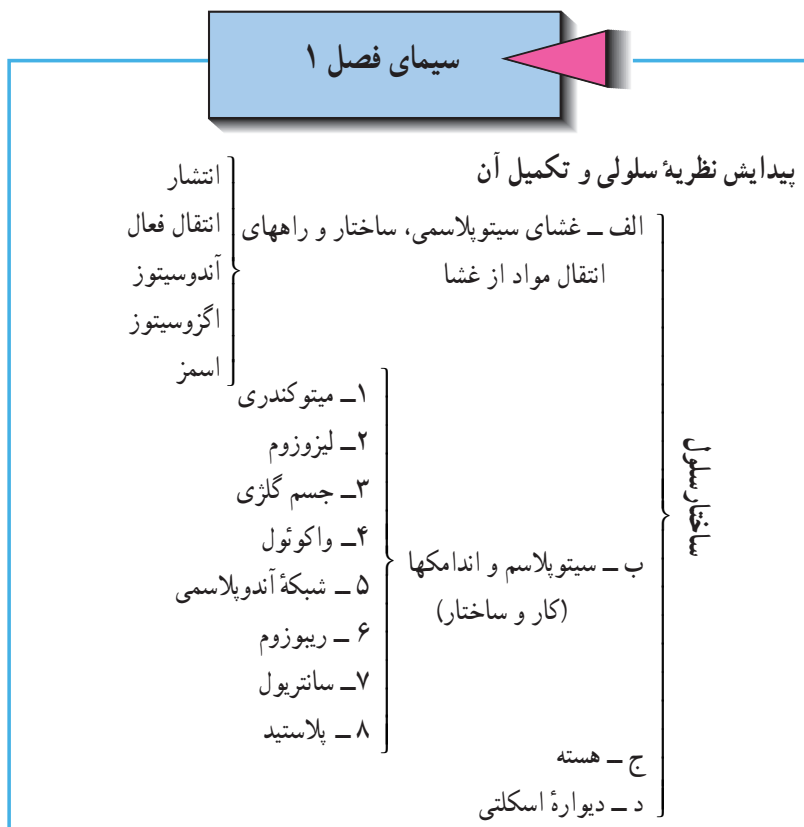 سیمای فصل ۱
پیدایش نظریهٔ سلولی و تکمیل آن
ساختار سلول
الف ــ غشای سیتوپلاسمی، ساختار و راههای
انتقال مواد از غشا
انتشار
انتقال فعال
آندوسیتوز
اگزوسیتوز
اسمز
ب ــ سیتوپلاسم و اندامکها
(کار و ساختار)
۱ــ میتوکندری
۲ــ لیزوزوم
۳ــ جسم گلژی
۴ــ واکوئول
۵ ــ شبکهٔ آندوپلاسمی
۶ ــ ریبوزوم
۷ــ سانتریول
۸ ــ پلاستید
ج ــ هسته
د ــ دیوارهٔ اسکلتی